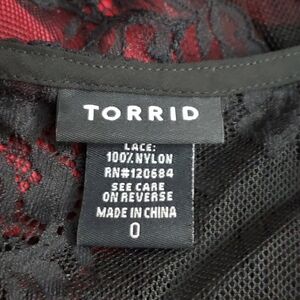 TORRID
LACE:
100% NYLON
RN#120684
SEE CARE
ON REVERSE
MADE IN CHINA
0